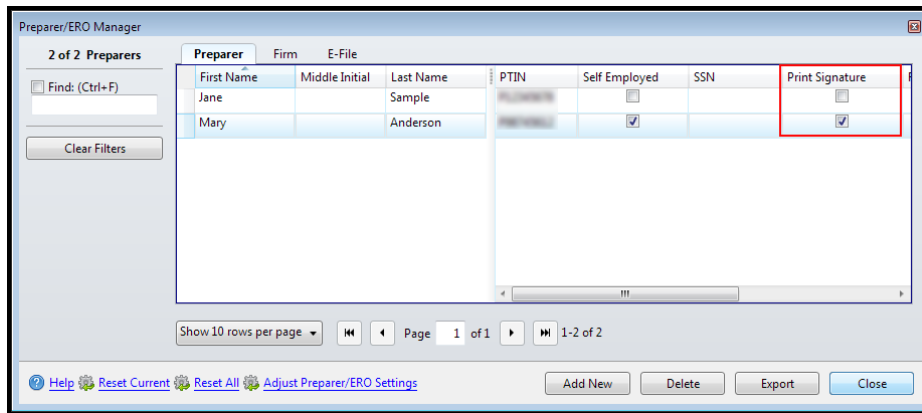 Preparer/ERO Manager
2 of 2 Preparers
Preparer Firm E-File
Find: (Ctrl+F)
Clear Filters
First Name Middle Initial Last Name PTIN Self Employed SSN Print Signature
Jane Sample
Mary Anderson
Show 10 rows per page Page 1 of 1 1-2 of 2
Help Reset Current Reset All Adjust Preparer/ERO Settings Add New Delete Export Close